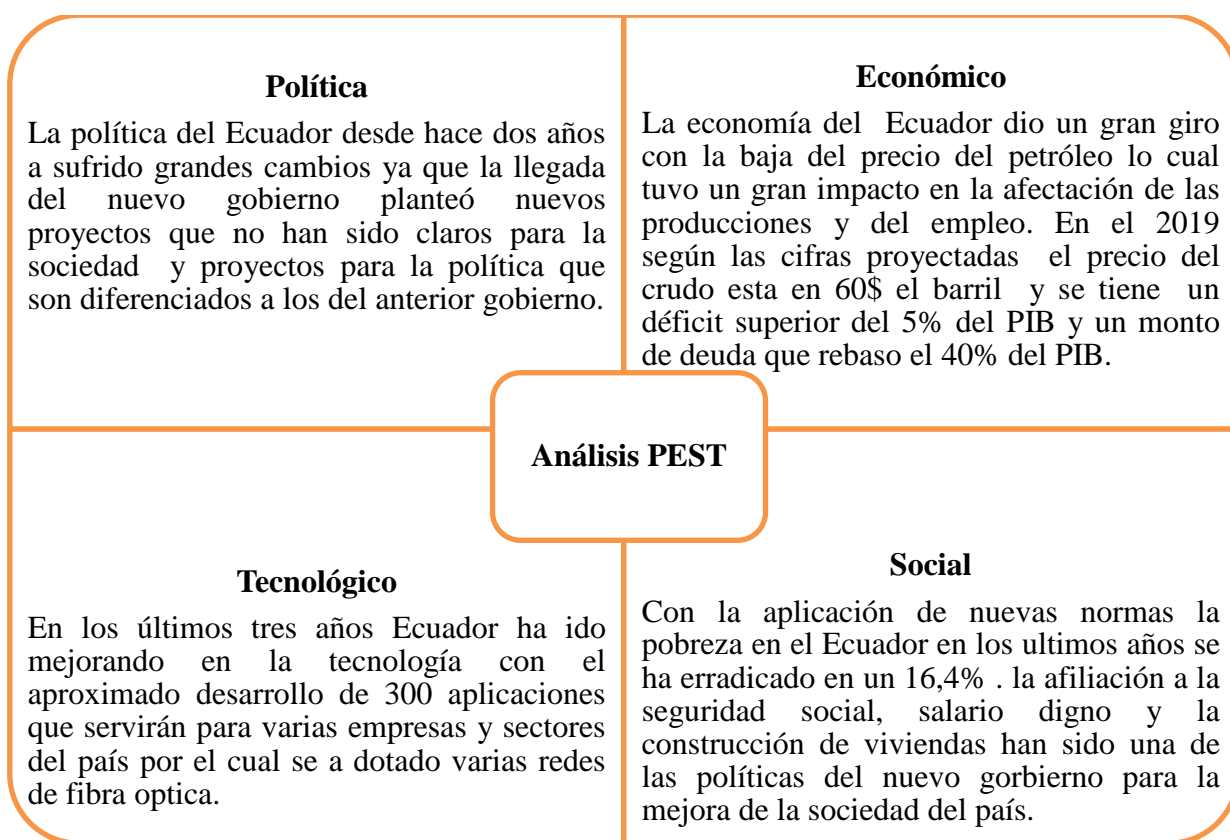 Política
La política del Ecuador desde hace dos años
a sufrido grandes cambios ya que la llegada
del nuevo gobierno planteó nuevos
proyectos que no han sido claros para la
sociedad y proyectos para la política que
son diferenciados a los del anterior gobierno.
Económico
La economía del Ecuador dio un gran giro
con la baja del precio del petróleo lo cual
tuvo un gran impacto en la afectación de las
producciones y del empleo. En el 2019
según las cifras proyectadas el precio del
crudo esta en 60$ el barril y se tiene un
déficit superior del 5% del PIB y un monto
de deuda que rebaso el 40% del PIB.
Análisis PEST
Tecnológico
En los últimos tres años Ecuador ha ido
mejorando en la tecnología con el
aproximado desarrollo de 300 aplicaciones
que servirán para varias empresas y sectores
del país por el cual se a dotado varias redes
de fibra optica.
Social
Con la aplicación de nuevas normas la
pobreza en el Ecuador en los ultimos años se
ha erradicado en un 16,4% . la afiliación a la
seguridad social, salario digno y la
construcción de viviendas han sido una de
las políticas del nuevo gorbierno para la
mejora de la sociedad del país.